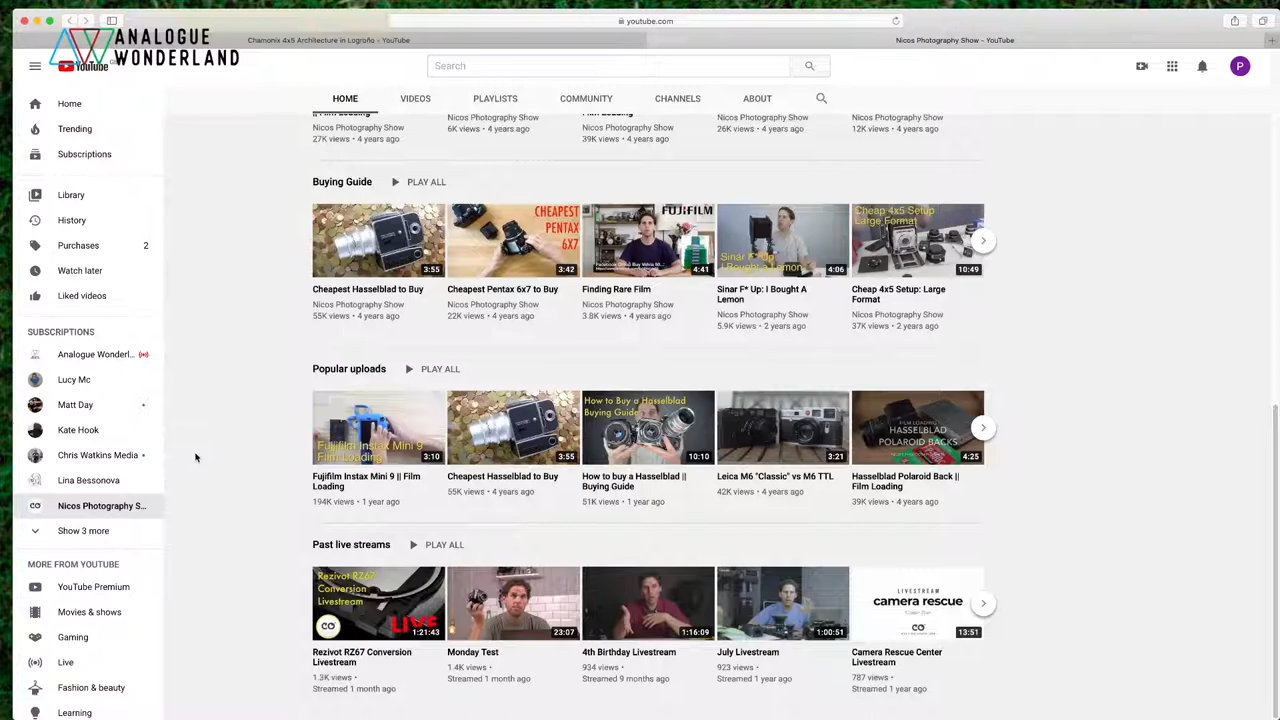 youtube.com
Chamonix 4x5 Architecture in Logroño - YouTube
Nicos Photography Show - YouTube
ANALOGUE
WONDERLAND
YouTube
Search
P
HOME VIDEOS PLAYLISTS COMMUNITY CHANNELS ABOUT
Home
Trending
Subscriptions
Library
History
Purchases 2
Watch later
Liked videos
SUBSCRIPTIONS
Analogue Wonderl...
Lucy Mc
Matt Day
Kate Hook
Chris Watkins Media
Lina Bessonova
Nicos Photography S...
Show 3 more
MORE FROM YOUTUBE
YouTube Premium
Movies & shows
Gaming
Live
Fashion & beauty
Learning
|| Film Loading
Nicos Photography Show
27K views • 4 years ago
Nicos Photography Show
6K views • 4 years ago
Film Loading
Nicos Photography Show
39K views • 4 years ago
Nicos Photography Show
26K views • 4 years ago
Nicos Photography Show
12K views • 4 years ago
Buying Guide PLAY ALL
3:55
Cheapest Hasselblad to Buy
Nicos Photography Show
55K views • 4 years ago
CHEAPEST
PENTAX
6X7
3:42
Cheapest Pentax 6x7 to Buy
Nicos Photography Show
22K views • 4 years ago
FUJIFILM
4:41
Finding Rare Film
Nicos Photography Show
3.8K views • 4 years ago
Sinar F* Up
I Bought a Lemon
4:06
Sinar F* Up: I Bought A
Lemon
Nicos Photography Show
5.9K views • 2 years ago
Cheap 4x5 Setup
Large Format
10:49
Cheap 4x5 Setup: Large
Format
Nicos Photography Show
37K views • 2 years ago
Popular uploads PLAY ALL
Fujifilm Instax Mini 9
Film Loading
3:10
Fujifilm Instax Mini 9 || Film
Loading
194K views • 1 year ago
3:55
Cheapest Hasselblad to Buy
55K views • 4 years ago
How to Buy a Hasselblad
Buying Guide
10:10
How to buy a Hasselblad ||
Buying Guide
51K views • 1 year ago
3:21
Leica M6 "Classic" vs M6 TTL
42K views • 4 years ago
FILM LOADING
HASSELBLAD
POLAROID BACKS
4:25
Hasselblad Polaroid Back ||
Film Loading
39K views • 4 years ago
Past live streams PLAY ALL
Rezivot RZ67
Conversion
Livestream
LIVE
1:21:43
Rezivot RZ67 Conversion
Livestream
1.3K views •
Streamed 1 month ago
23:07
Monday Test
1.4K views •
Streamed 1 month ago
1:16:09
4th Birthday Livestream
934 views •
Streamed 9 months ago
1:00:51
July Livestream
923 views •
Streamed 1 year ago
LIVESTREAM
camera rescue
13:51
Camera Rescue Center
Livestream
787 views •
Streamed 1 year ago